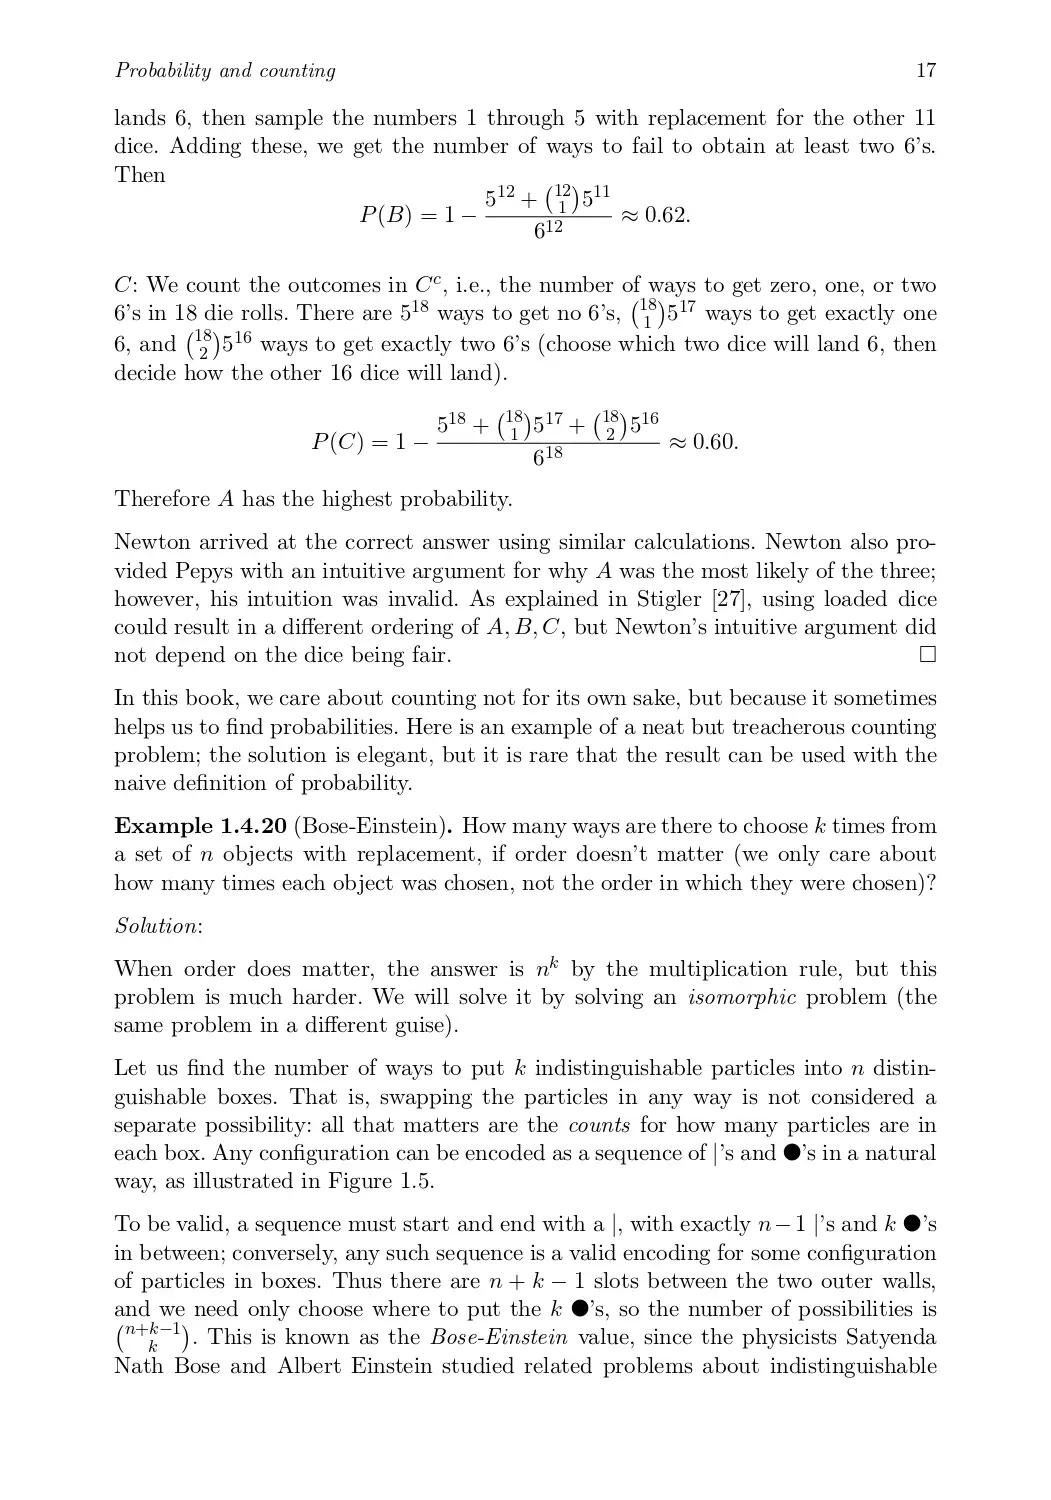 Probability and counting 17
lands 6, then sample the numbers 1 through 5 with replacement for the other 11
dice. Adding these, we get the number of ways to fail to obtain at least two 6's.
Then
$P(B) = 1 - \frac{5^{12} + \binom{12}{1}5^{11}}{6^{12}} \approx 0.62.$
C: We count the outcomes in $C^c$, i.e., the number of ways to get zero, one, or two
6's in 18 die rolls. There are $5^{18}$ ways to get no 6's, $\binom{18}{1}5^{17}$ ways to get exactly one
6, and $\binom{18}{2}5^{16}$ ways to get exactly two 6's (choose which two dice will land 6, then
decide how the other 16 dice will land).
$P(C) = 1 - \frac{5^{18} + \binom{18}{1}5^{17} + \binom{18}{2}5^{16}}{6^{18}} \approx 0.60.$
Therefore A has the highest probability.
Newton arrived at the correct answer using similar calculations. Newton also pro-
vided Pepys with an intuitive argument for why A was the most likely of the three;
however, his intuition was invalid. As explained in Stigler [27], using loaded dice
could result in a different ordering of A, B, C, but Newton's intuitive argument did
not depend on the dice being fair. □
In this book, we care about counting not for its own sake, but because it sometimes
helps us to find probabilities. Here is an example of a neat but treacherous counting
problem; the solution is elegant, but it is rare that the result can be used with the
naive definition of probability.
Example 1.4.20 (Bose-Einstein). How many ways are there to choose k times from
a set of n objects with replacement, if order doesn't matter (we only care about
how many times each object was chosen, not the order in which they were chosen)?
Solution:
When order does matter, the answer is $n^k$ by the multiplication rule, but this
problem is much harder. We will solve it by solving an isomorphic problem (the
same problem in a different guise).
Let us find the number of ways to put k indistinguishable particles into n distin-
guishable boxes. That is, swapping the particles in any way is not considered a
separate possibility: all that matters are the counts for how many particles are in
each box. Any configuration can be encoded as a sequence of |'s and ●'s in a natural
way, as illustrated in Figure 1.5.
To be valid, a sequence must start and end with a |, with exactly n − 1 |'s and k ●'s
in between; conversely, any such sequence is a valid encoding for some configuration
of particles in boxes. Thus there are n + k − 1 slots between the two outer walls,
and we need only choose where to put the k ●'s, so the number of possibilities is
$\binom{n+k-1}{k}$. This is known as the Bose-Einstein value, since the physicists Satyenda
Nath Bose and Albert Einstein studied related problems about indistinguishable